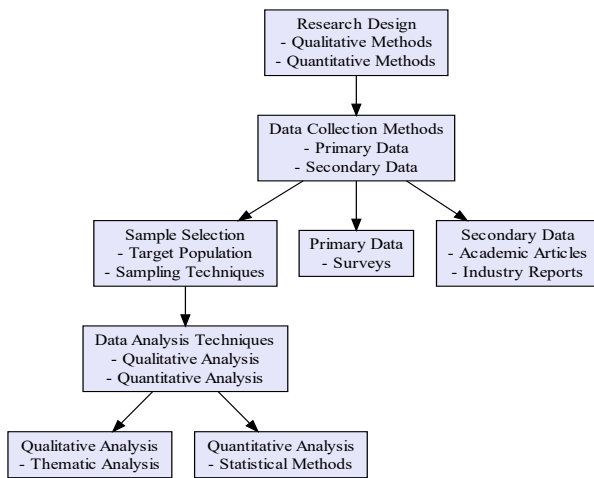 Research Design
- Qualitative Methods
- Quantitative Methods
Data Collection Methods
- Primary Data
- Secondary Data
Sample Selection
- Target Population
- Sampling Techniques
Primary Data
- Surveys
Secondary Data
- Academic Articles
- Industry Reports
Data Analysis Techniques
- Qualitative Analysis
- Quantitative Analysis
Qualitative Analysis
- Thematic Analysis
Quantitative Analysis
- Statistical Methods